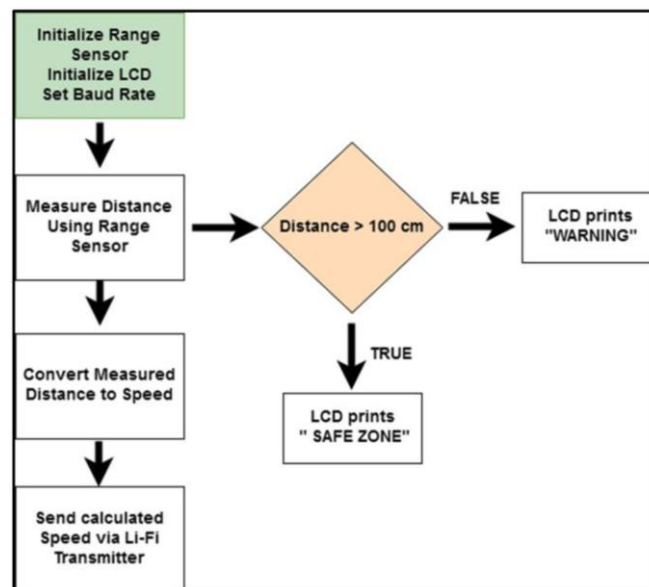 Initialize Range
Sensor
Initialize LCD
Set Baud Rate
Measure Distance
Using Range
Sensor
Distance > 100 cm
FALSE
LCD prints
"WARNING"
TRUE
LCD prints
" SAFE ZONE"
Convert Measured
Distance to Speed
Send calculated
Speed via Li-Fi
Transmitter